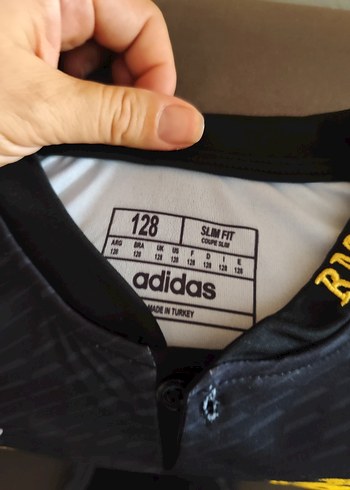 128
SLIM FIT
COUPE SLIM
ARG BRA UK US F D I E
128 128 128 128 128 128 128 128
adidas
MADE IN TURKEY